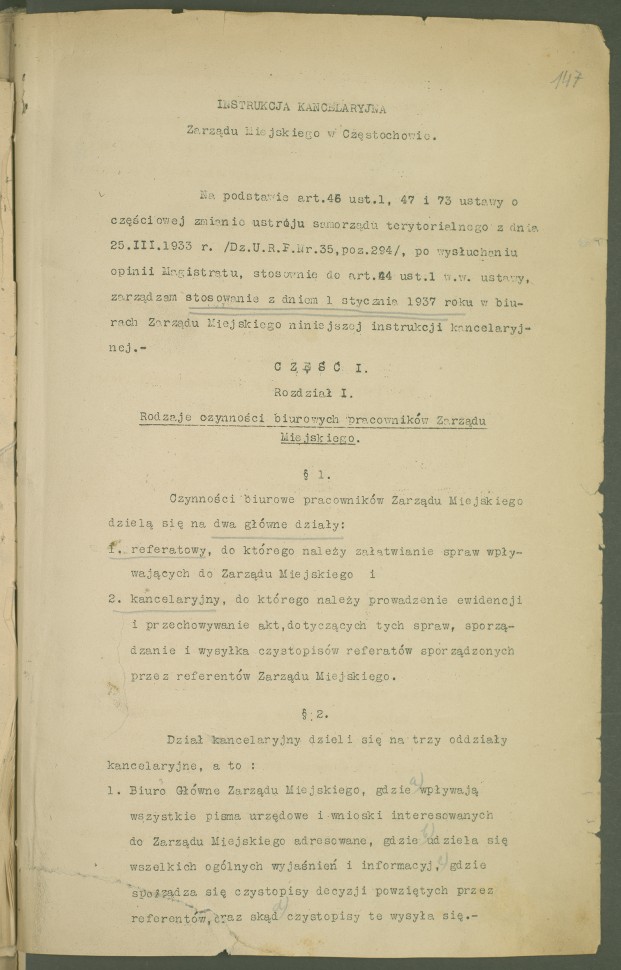 147
INSTRUKCJA KANCELARYJNA
Zarządu Miejskiego w Częstochowie.
Na podstawie art.46 ust.1, 47 i 73 ustawy o
częściowej zmianie ustroju samorządu terytorialnego z dnia
25.III.1933 r. /Dz.U.R.P.Nr.35,poz.294/, po wysłuchaniu
opinii Magistratu, stosownie do art.44 ust.1 w.w. ustawy,
zarządzam stosowanie z dniem 1 stycznia 1937 roku w biu-
rach Zarządu Miejskiego niniejszej instrukcji kancelaryj-
nej.-
CZĘŚĆ I.
Rozdział I.
Rodzaje czynności biurowych pracowników Zarządu
Miejskiego.
§ 1.
Czynności biurowe pracowników Zarządu Miejskiego
dzielą się na dwa główne działy:
1. referatowy, do którego należy załatwianie spraw wpły-
wających do Zarządu Miejskiego i
2. kancelaryjny, do którego należy prowadzenie ewidencji
i przechowywanie akt,dotyczących tych spraw, sporzą-
dzanie i wysyłka czystopisów referatów sporządzonych
przez referentów Zarządu Miejskiego.
§ 2.
Dział kancelaryjny dzieli się na trzy oddziały
kancelaryjne, a to :
1. Biuro Główne Zarządu Miejskiego, gdzie a) wpływają
wszystkie pisma urzędowe i wnioski interesowanych
do Zarządu Miejskiego adresowane, gdzie b) udziela się
wszelkich ogólnych wyjaśnień i informacyj, c) gdzie
sporządza się czystopisy decyzji powziętych przez
referentów, oraz skąd d) czystopisy te wysyła się.-